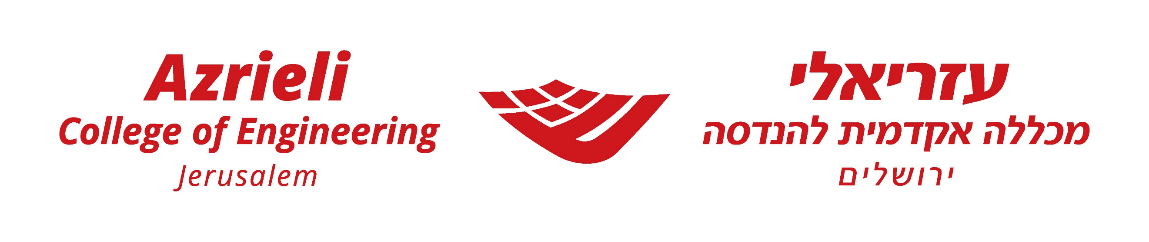 Azrieli
College of Engineering
Jerusalem
עזריאלי
מכללה אקדמית להנדסה
ירושלים